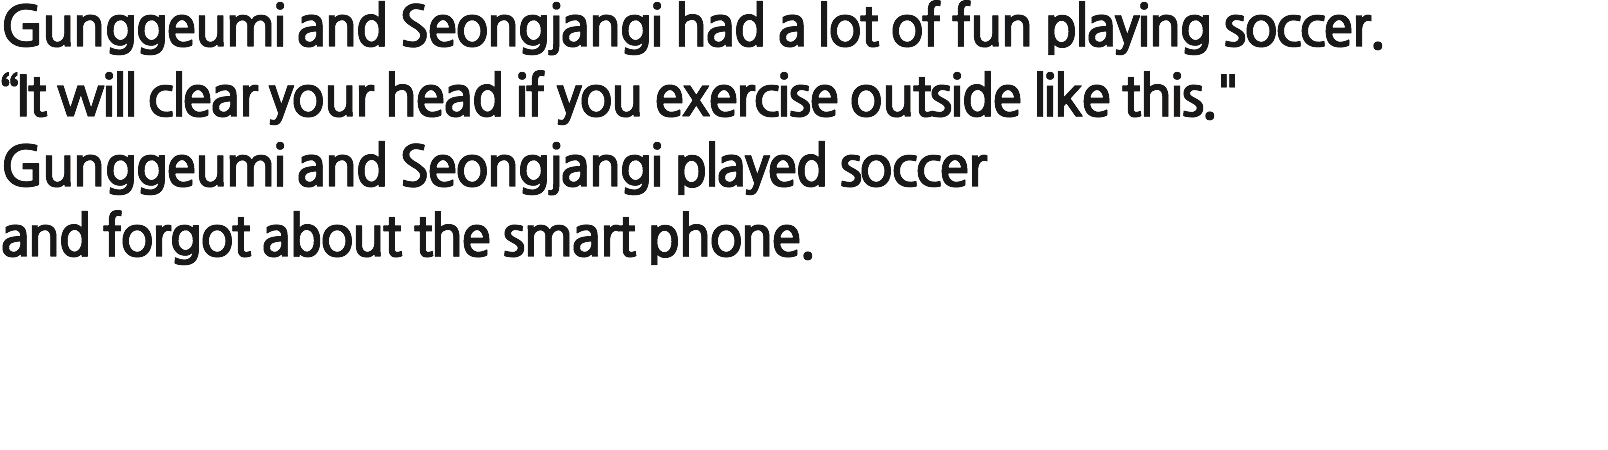 Gunggeumi and Seongjangi had a lot of fun playing soccer.
“It will clear your head if you exercise outside like this."
Gunggeumi and Seongjangi played soccer
and forgot about the smart phone.